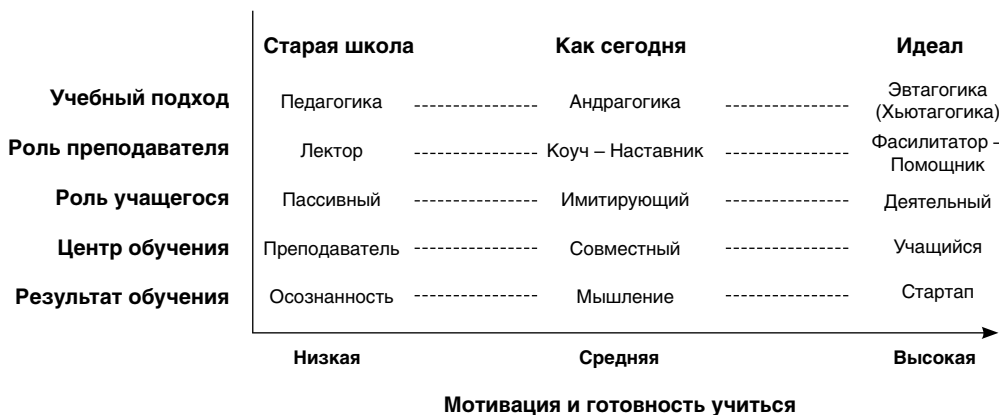 Старая школа Как сегодня Идеал
Учебный подход Педагогика Андрагогика Эвтагогика
(Хьютагогика)
Роль преподавателя Лектор Коуч – Наставник Фасилитатор –
Помощник
Роль учащегося Пассивный Имитирующий Деятельный
Центр обучения Преподаватель Совместный Учащийся
Результат обучения Осознанность Мышление Стартап
Низкая Средняя Высокая
Мотивация и готовность учиться